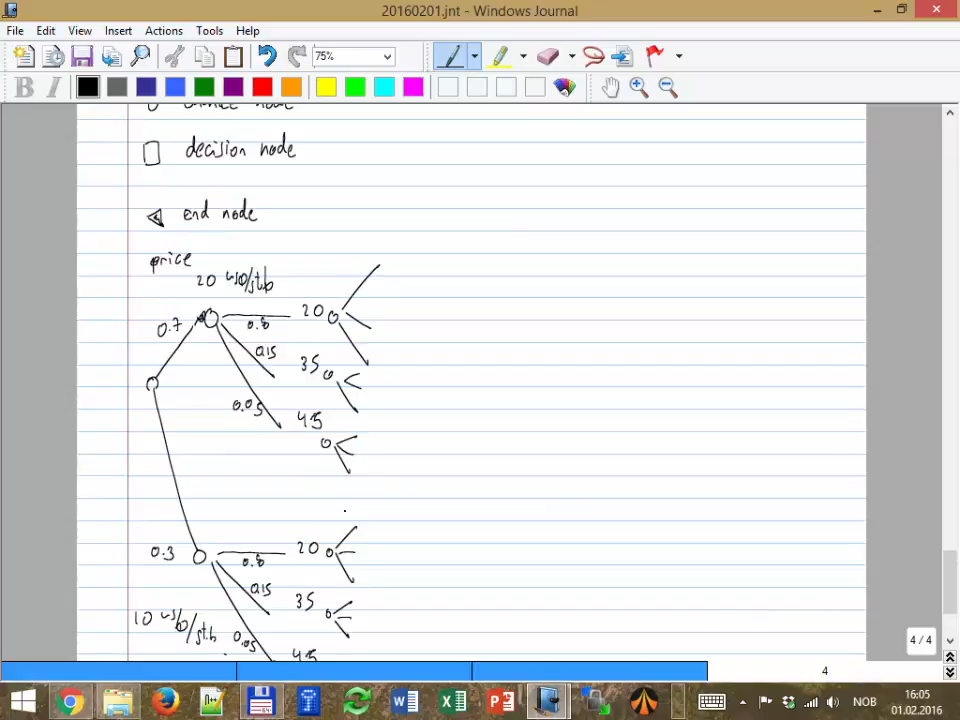 20160201.jnt - Windows Journal
File Edit View Insert Actions Tools Help
75%
B I
decision node
end node
price
20 usd/stb
0.7
0.8
20
0.15
35
0.05
45
0.3
0.8
20
0.15
35
10 usd/stb
0.05
45
4 / 4
4
NOB
16:05
01.02.2016